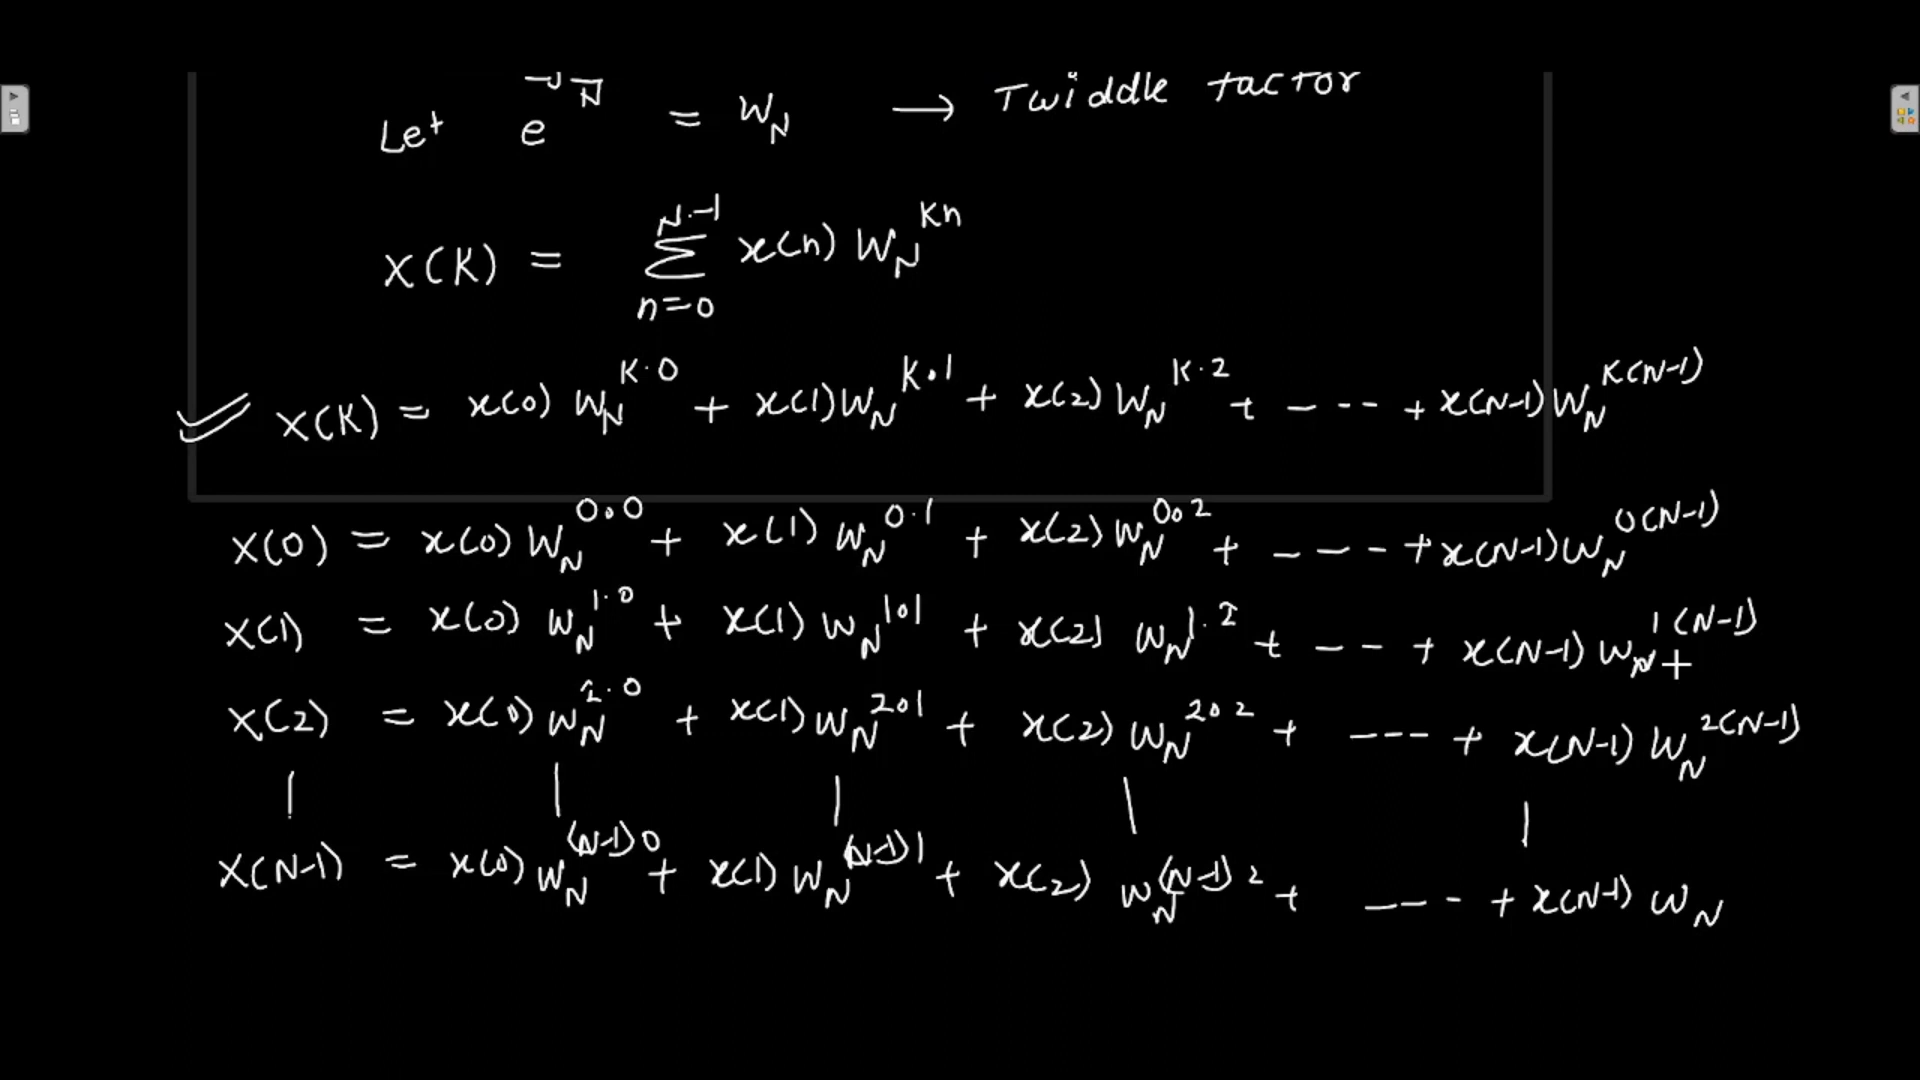 Let e^{-j π/N} = W_N → Twiddle factor
X(K) = Σ_{n=0}^{N-1} x(n) W_N^{Kn}
X(K) = x(0) W_N^{K·0} + x(1) W_N^{K·1} + x(2) W_N^{K·2} + ---- + x(N-1) W_N^{K(N-1)}
X(0) = x(0) W_N^{0·0} + x(1) W_N^{0·1} + x(2) W_N^{0·2} + ---- + x(N-1) W_N^{0(N-1)}
X(1) = x(0) W_N^{1·0} + x(1) W_N^{1·1} + x(2) W_N^{1·2} + --- + x(N-1) W_N^{1(N-1)} +
X(2) = x(0) W_N^{2·0} + x(1) W_N^{2·1} + x(2) W_N^{2·2} + ---- + x(N-1) W_N^{2(N-1)}
| | | | |
X(N-1) = x(0) W_N^{(N-1)0} + x(1) W_N^{(N-1)1} + x(2) W_N^{(N-1)2} + ---- + x(N-1) W_N